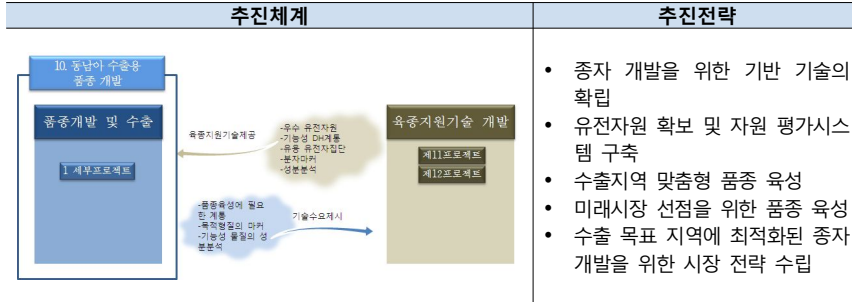 추진체계
추진전략
10. 동남아 수출용
품종 개발
품종개발 및 수출
1 세부프로젝트
육종지원기술제공
-우수 유전자원
-기능성 DH계통
-유용 유전자집단
-분자마커
-성분분석
육종지원기술 개발
제11프로젝트
제12프로젝트
-품종육성에 필요
한 계통
-목적형질의 마커
-기능성 물질의 성
분분석
기술수요제시
• 종자 개발을 위한 기반 기술의
확립
• 유전자원 확보 및 자원 평가시스
템 구축
• 수출지역 맞춤형 품종 육성
• 미래시장 선점을 위한 품종 육성
• 수출 목표 지역에 최적화된 종자
개발을 위한 시장 전략 수립